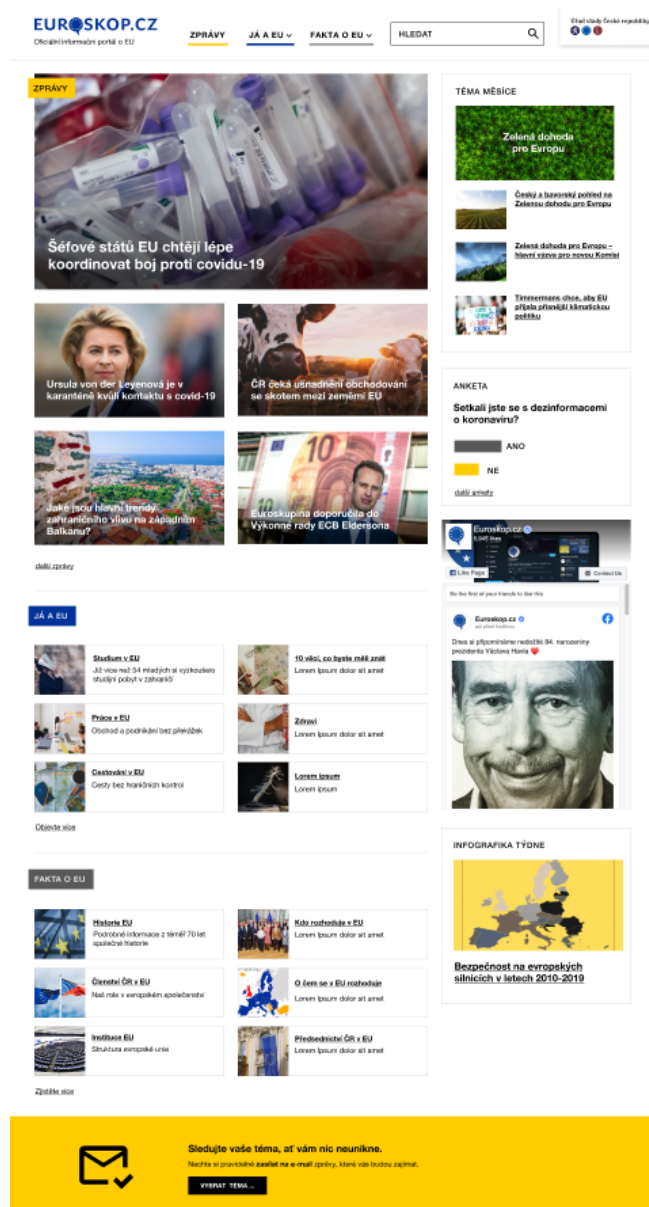 EUROSKOP.CZ
Oficiální informační portál o EU
ZPRÁVY
JÁ A EU
FAKTA O EU
HLEDAT
Úřad vlády České republiky
ZPRÁVY
Šéfové států EU chtějí lépe
koordinovat boj proti covidu-19
Ursula von der Leyenová je v
karanténě kvůli kontaktu s covid-19
ČR čeká usnadnění obchodování
se skotem mezi zeměmi EU
Jaké jsou hlavní trendy
zahraničního vlivu na západním
Balkánu?
Euroskupina doporučila do
Výkonné rady ECB Eldersona
další zprávy
JÁ A EU
Studium v EU
Již více než 54 mladých si vyzkoušelo
studijní pobyt v zahraničí
10 věcí, co byste měli znát
Lorem Ipsum dolor sit amet
Práce v EU
Obchod a podnikání bez překážek
Zdraví
Lorem Ipsum dolor sit amet
Cestování v EU
Cesty bez hraničních kontrol
Lorem Ipsum
Lorem Ipsum
Objevte více
FAKTA O EU
Historie EU
Podrobné informace z téměř 70 let
společné historie
Kdo rozhoduje v EU
Lorem Ipsum dolor sit amet
Členství ČR v EU
Naš role v evropském společenství
O čem se v EU rozhoduje
Lorem Ipsum dolor sit amet
Instituce EU
Struktura evropské unie
Předsednictví ČR v EU
Lorem Ipsum dolor sit amet
Zjistěte více
TÉMA MĚSÍCE
Zelená dohoda
pro Evropu
Český a bavorský pohled na
Zelenou dohodu pro Evropu
Zelená dohoda pro Evropu –
hlavní výzva pro novou Komisi
Timmermans chce, aby EU
přijela přísnější klimatickou
politiku
ANKETA
Setkali jste se s dezinformacemi
o koronaviru?
ANO
NE
další ankety
Euroskop.cz
5,045 likes
Like Page
Contact Us
Be the first of your friends to like this
Euroskop.cz
Dnes si připomínáme nedožité 84. narozeniny
prezidenta Václava Havla
INFOGRAFIKA TÝDNE
Bezpečnost na evropských
silnicích v letech 2010-2019
Sledujte vaše téma, ať vám nic neunikne.
Nechte si pravidelně zasílat na e-mail zprávy, které vás budou zajímat.
VYBRAT TÉMA ...